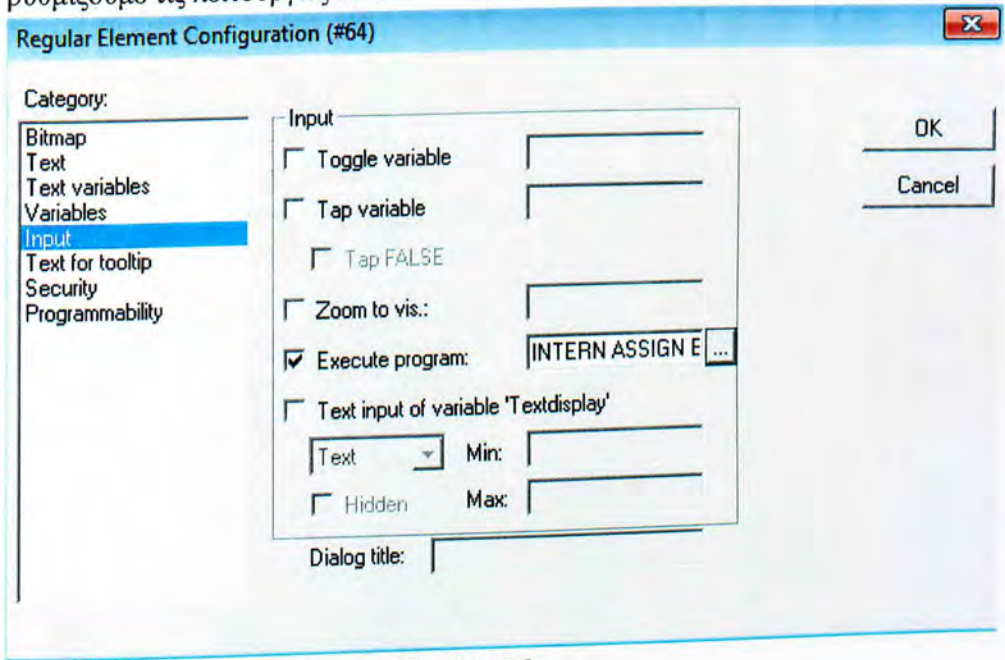 ρυθμίζουμε τις
Regular Element Configuration (#64)
Category:
Bitmap
Text
Text variables
Variables
Input
Text for tooltip
Security
Programmability
Input
Toggle variable
Tap variable
Tap FALSE
Zoom to vis.:
Execute program:
INTERN ASSIGN E
...
Text input of variable 'Textdisplay'
Text
Min:
Hidden
Max:
Dialog title:
OK
Cancel